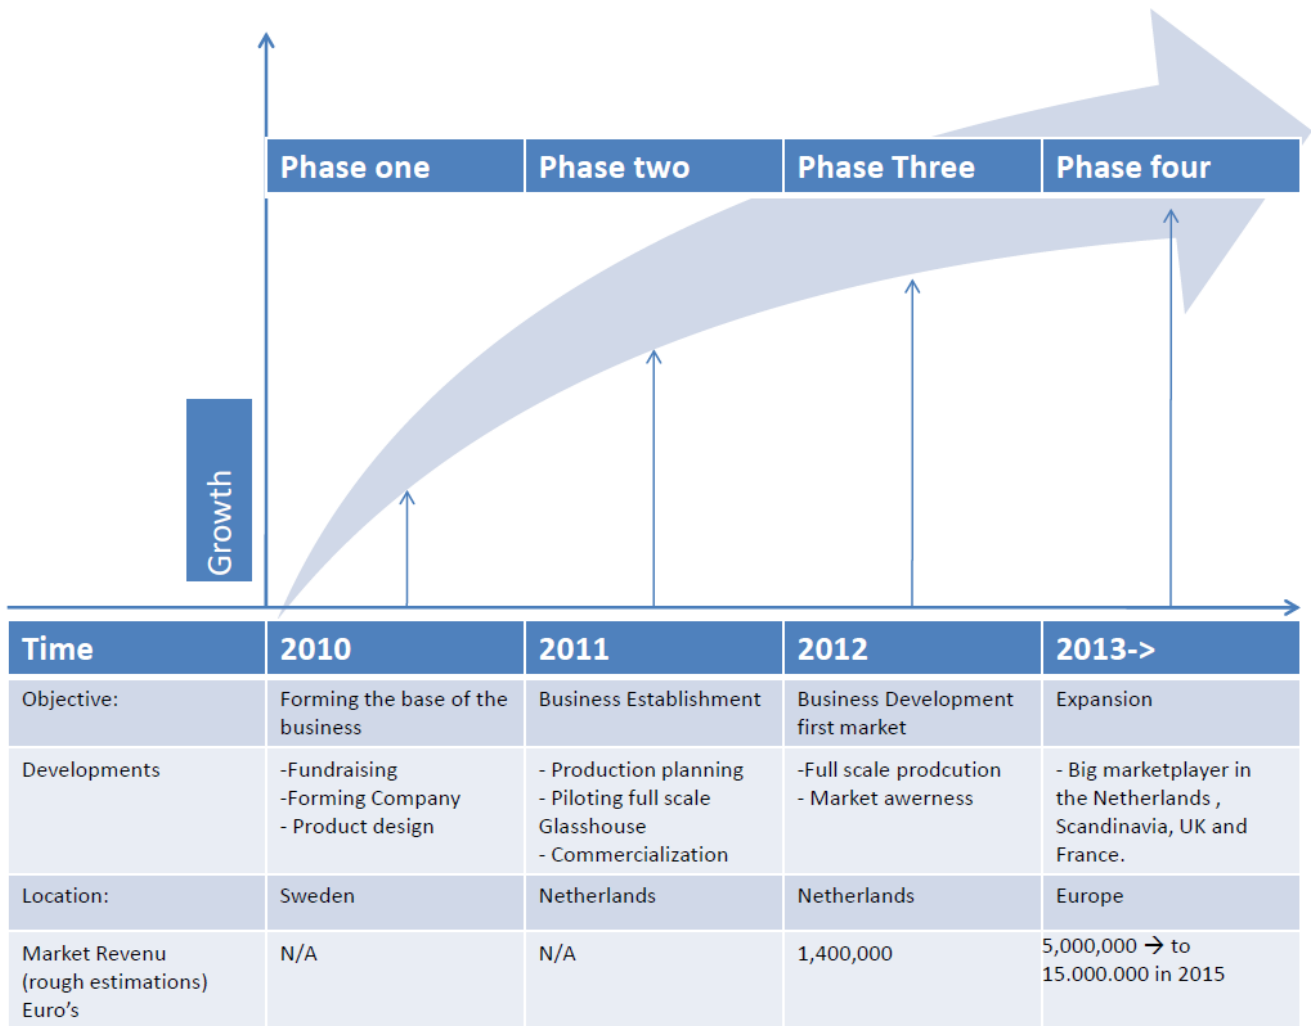 Phase one
Phase two
Phase Three
Phase four
Growth
Time
2010
2011
2012
2013->
Objective:
Forming the base of the
business
Business Establishment
Business Development
first market
Expansion
Developments
-Fundraising
-Forming Company
- Product design
- Production planning
- Piloting full scale
Glasshouse
- Commercialization
-Full scale prodcution
- Market awerness
- Big marketplayer in
the Netherlands ,
Scandinavia, UK and
France.
Location:
Sweden
Netherlands
Netherlands
Europe
Market Revenu
(rough estimations)
Euro’s
N/A
N/A
1,400,000
5,000,000 → to
15.000.000 in 2015